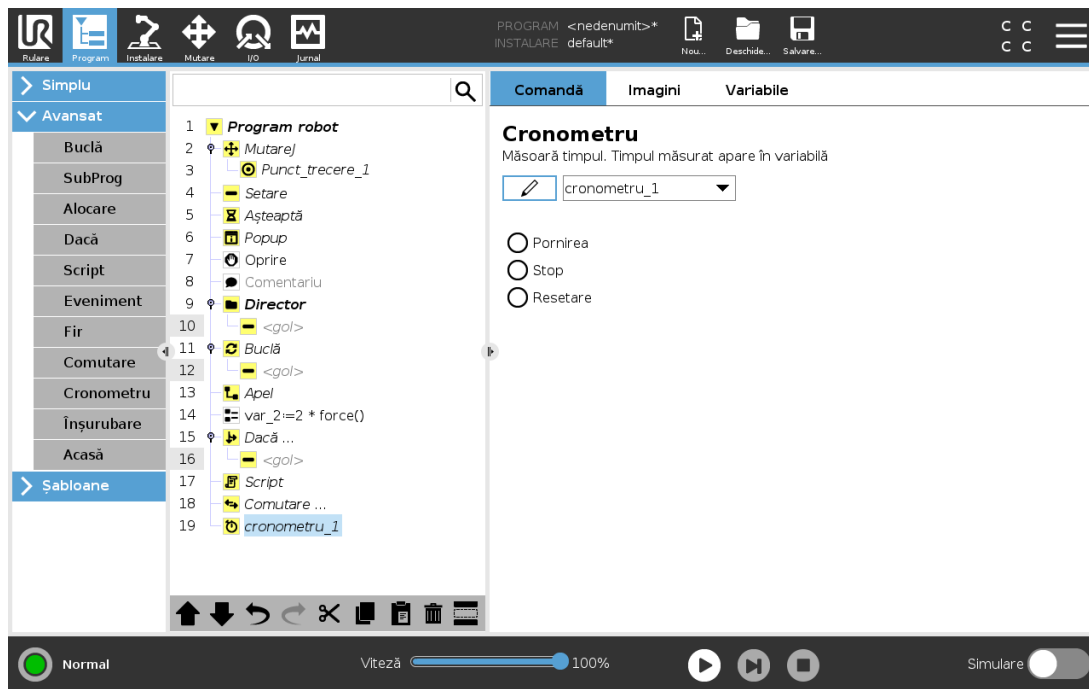 PROGRAM <nedenumit>*
INSTALARE default*
Rulare
Program
Instalare
Mutare
I/O
Jurnal
Nou...
Deschide...
Salvare...
C C
C C
Simplu
Avansat
Buclă
SubProg
Alocare
Dacă
Script
Eveniment
Fir
Comutare
Cronometru
Înșurubare
Acasă
Șabloane
1 Program robot
2 MutareJ
3 Punct_trecere_1
4 Setare
5 Așteaptă
6 Popup
7 Oprire
8 Comentariu
9 Director
10 <gol>
11 Buclă
12 <gol>
13 Apel
14 var_2≔2 * force()
15 Dacă ...
16 <gol>
17 Script
18 Comutare ...
19 cronometru_1
Comandă
Imagini
Variabile
Cronometru
Măsoară timpul. Timpul măsurat apare în variabilă
cronometru_1
Pornirea
Stop
Resetare
Normal
Viteză
100%
Simulare